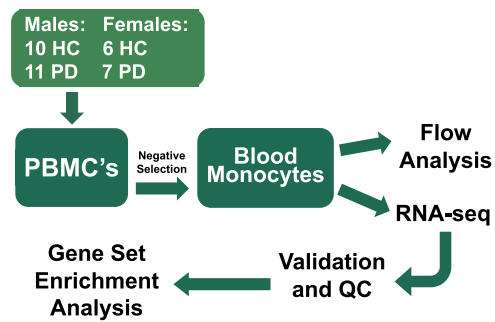 Males: Females:
10 HC 6 HC
11 PD 7 PD
PBMC's
Negative
Selection
Blood
Monocytes
Flow
Analysis
RNA-seq
Validation
and QC
Gene Set
Enrichment
Analysis